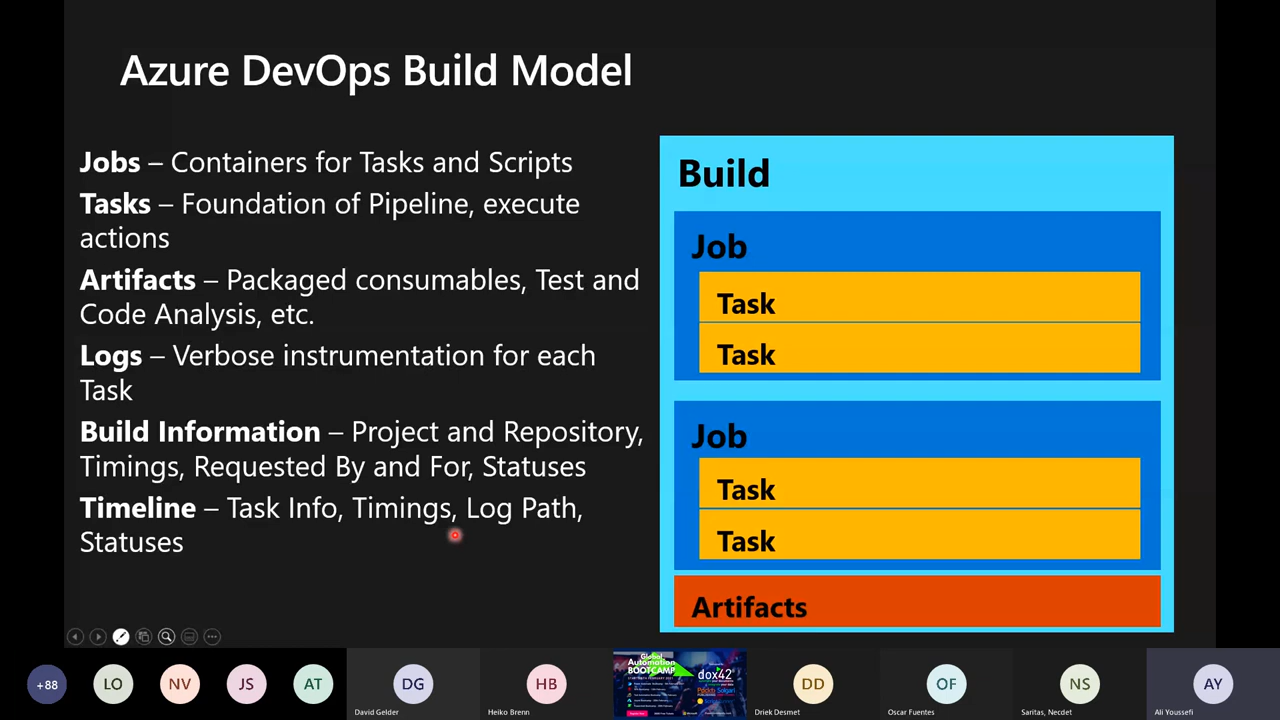 Azure DevOps Build Model
Jobs – Containers for Tasks and Scripts
Tasks – Foundation of Pipeline, execute
actions
Artifacts – Packaged consumables, Test and
Code Analysis, etc.
Logs – Verbose instrumentation for each
Task
Build Information – Project and Repository,
Timings, Requested By and For, Statuses
Timeline – Task Info, Timings, Log Path,
Statuses
Build
Job
Task
Task
Job
Task
Task
Artifacts
+88
LO
NV
JS
AT
DG
David Gelder
HB
Heiko Brenn
Global
Automation
BOOTCAMP
dox42
DD
Driek Desmet
OF
Oscar Fuentes
NS
Saritas, Necdet
AY
Ali Youssefi